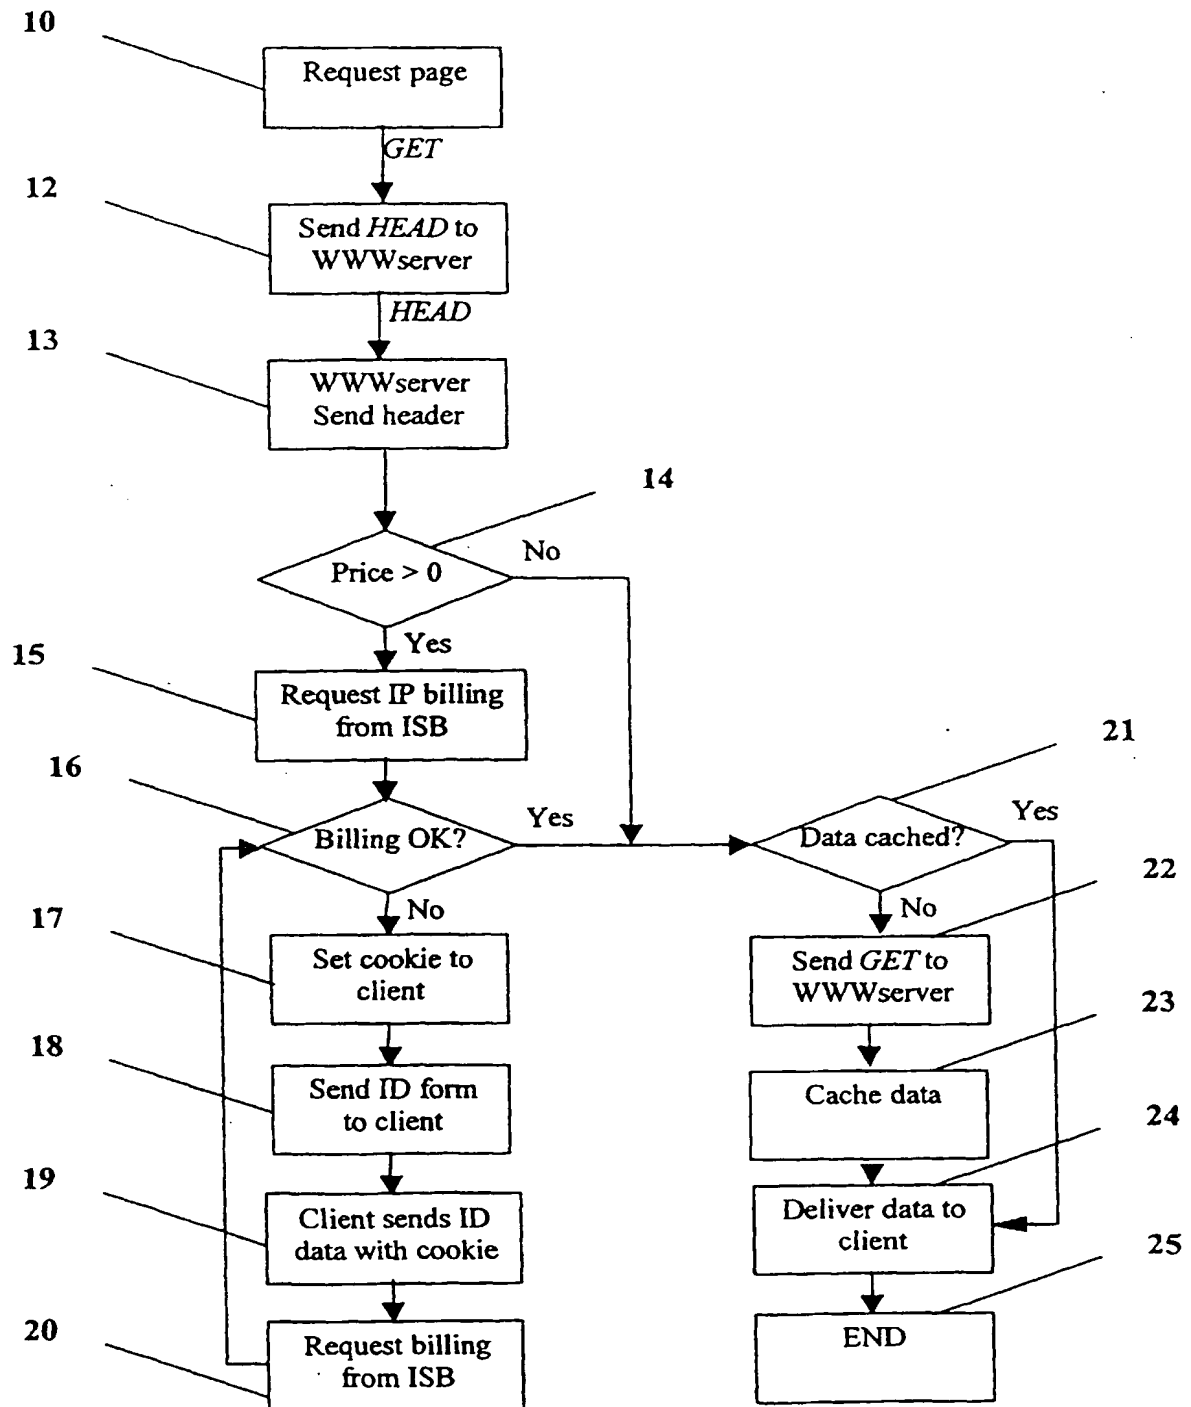 10
Request page
GET
12
Send HEAD to
WWWserver
HEAD
13
WWWserver
Send header
14
Price > 0
No
Yes
15
Request IP billing
from ISB
16
Billing OK?
Yes
21
Data cached?
Yes
No
17
Set cookie to
client
No
22
Send GET to
WWWserver
18
Send ID form
to client
23
Cache data
19
Client sends ID
data with cookie
24
Deliver data to
client
20
Request billing
from ISB
25
END